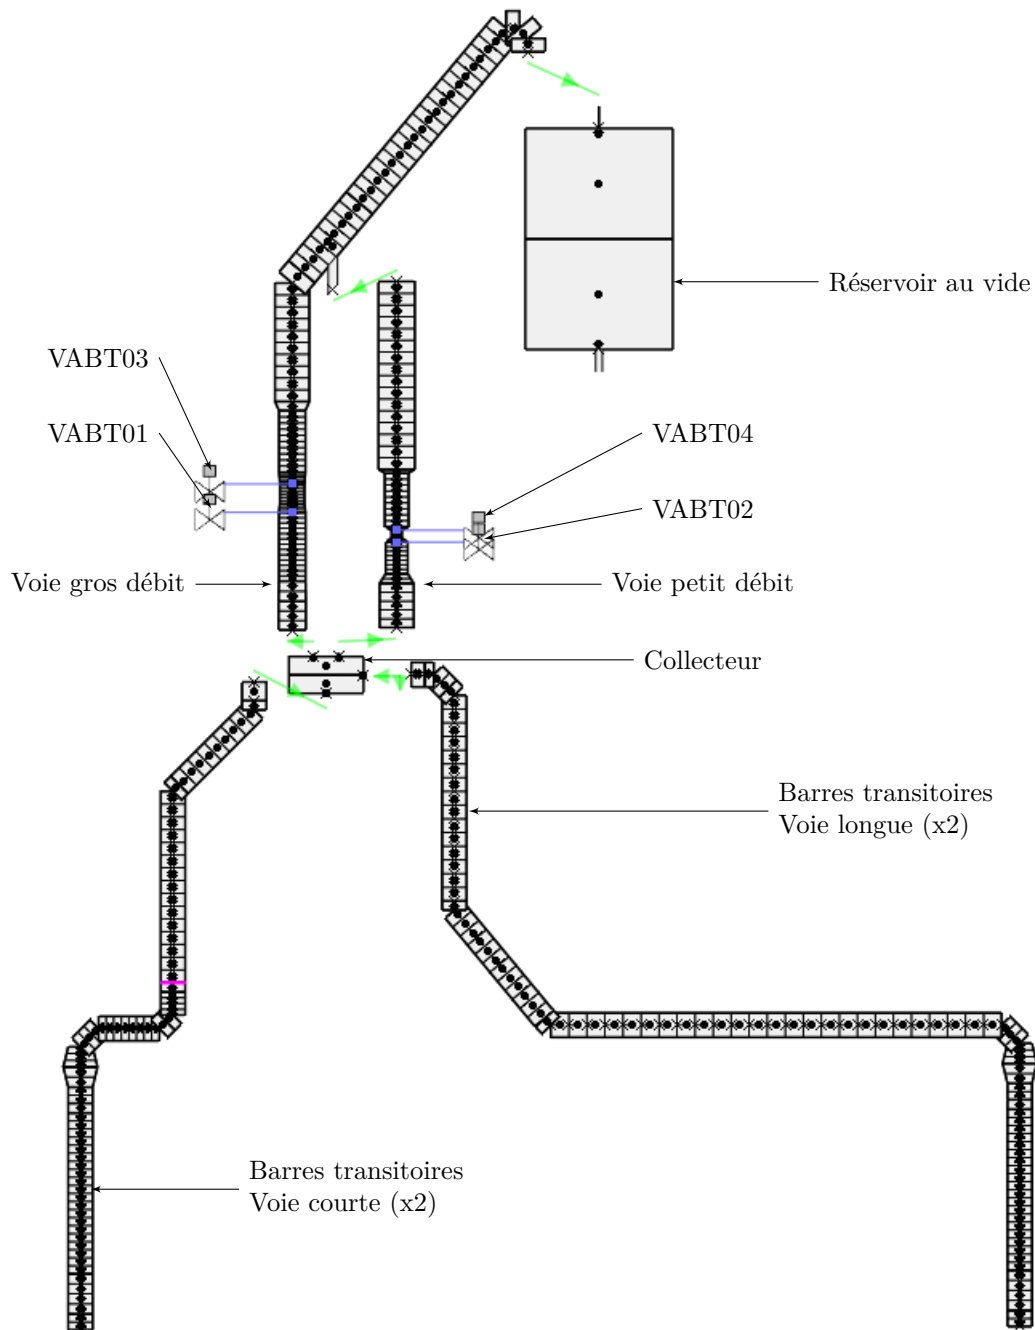 Réservoir au vide
VABT03
VABT01
VABT04
VABT02
Voie gros débit
Voie petit débit
Collecteur
Barres transitoires
Voie longue (x2)
Barres transitoires
Voie courte (x2)